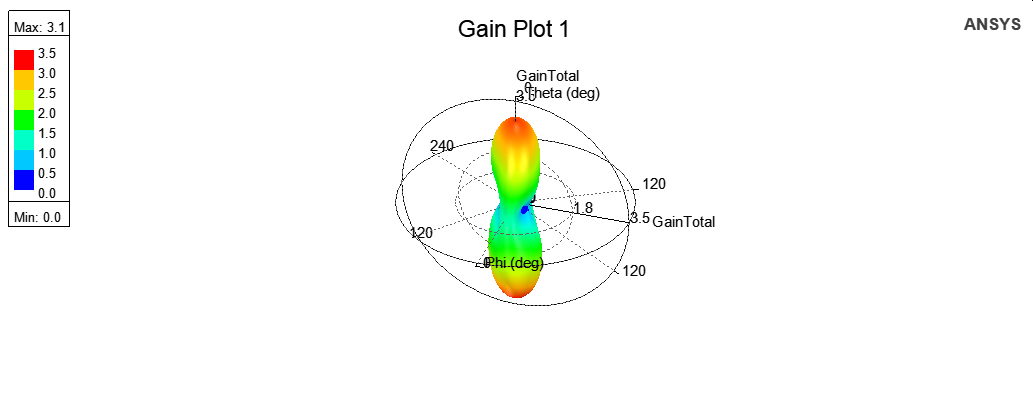 Gain Plot 1
ANSYS
Max: 3.1
3.5
3.0
2.5
2.0
1.5
1.0
0.5
0.0
Min: 0.0
GainTotal
0
Theta (deg)
3.0
240
120
1.8
3.5
GainTotal
120
Phi (deg)
120